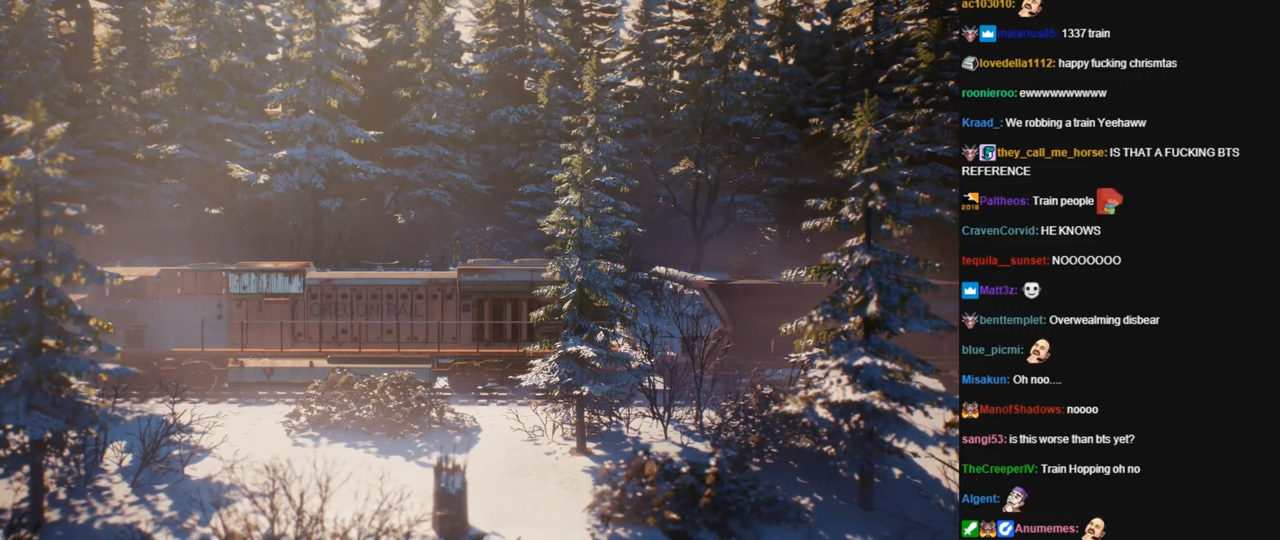 OREGON RAIL
ac103010:
malarius85: 1337 train
lovedella1112: happy fucking chrismtas
roonieroo: ewwwwwwwwww
Kraad_: We robbing a train Yeehaww
they_call_me_horse: IS THAT A FUCKING BTS
REFERENCE
2018 Paltheos: Train people
CravenCorvid: HE KNOWS
tequila__sunset: NOOOOOOO
Matt3z:
benttemplet: Overwealming disbear
blue_picmi:
Misakun: Oh noo....
ManofShadows: noooo
sangi53: is this worse than bts yet?
TheCreeperIV: Train Hopping oh no
Algent:
Anumemes: